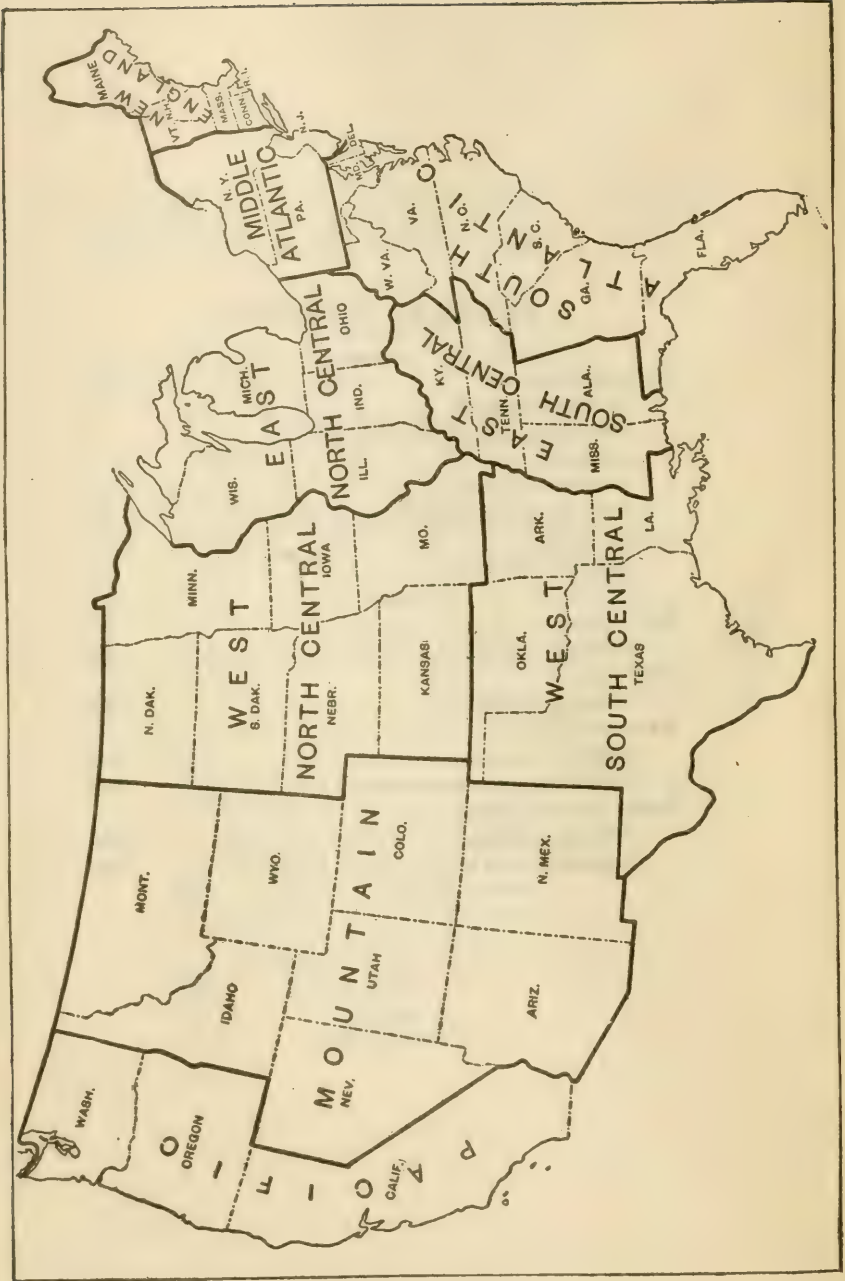 PACIFIC
WASH.
OREGON
CALIF.
MOUNTAIN
MONT.
IDAHO
WYO.
NEV.
UTAH
COLO.
ARIZ.
N. MEX.
WEST
NORTH CENTRAL
N. DAK.
S. DAK.
NEBR.
KANSAS
MINN.
IOWA
MO.
WEST
SOUTH CENTRAL
OKLA.
TEXAS
ARK.
LA.
EAST
NORTH CENTRAL
WIS.
MICH.
ILL.
IND.
OHIO
EAST
SOUTH CENTRAL
KY.
TENN.
MISS.
ALA.
SOUTH ATLANTIC
W. VA.
VA.
MD.
DEL.
N. C.
S. C.
GA.
FLA.
MIDDLE
ATLANTIC
N. Y.
PA.
N. J.
NEW ENGLAND
MAINE
VT.
N.H.
MASS.
CONN.
R. I.